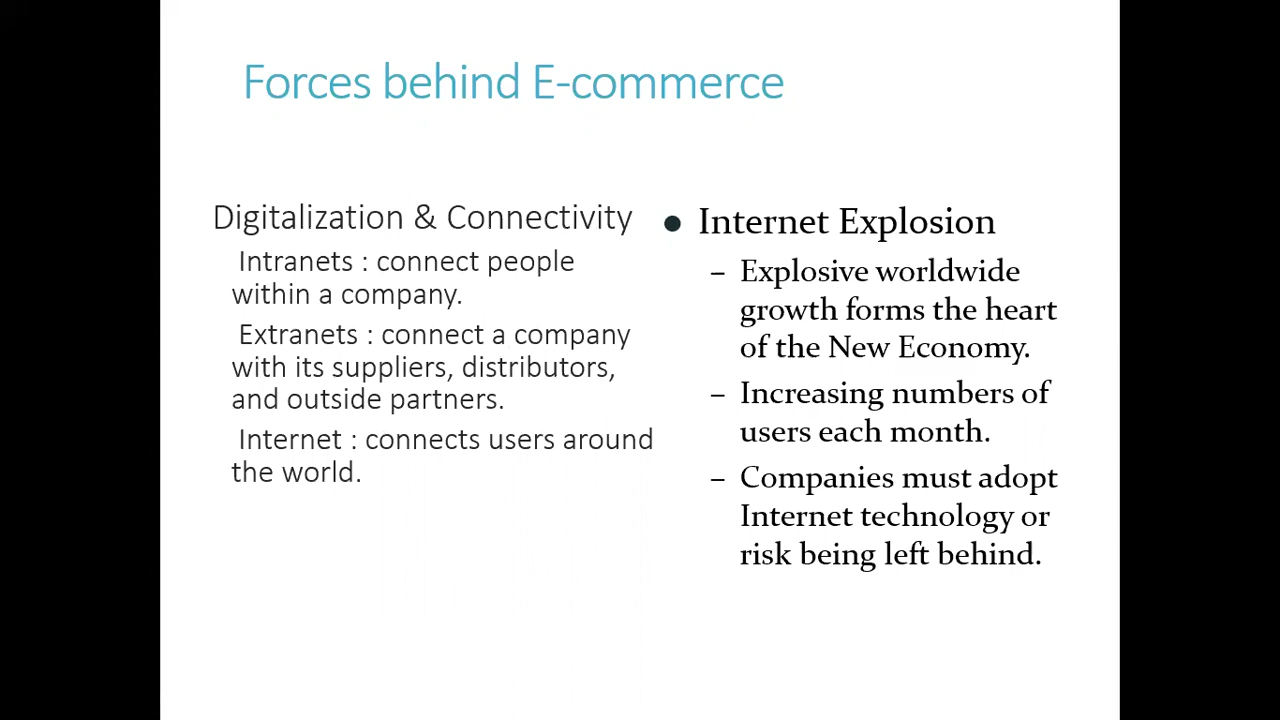 Forces behind E-commerce
Digitalization & Connectivity
Intranets : connect people
within a company.
Extranets : connect a company
with its suppliers, distributors,
and outside partners.
Internet : connects users around
the world.
● Internet Explosion
– Explosive worldwide
growth forms the heart
of the New Economy.
– Increasing numbers of
users each month.
– Companies must adopt
Internet technology or
risk being left behind.